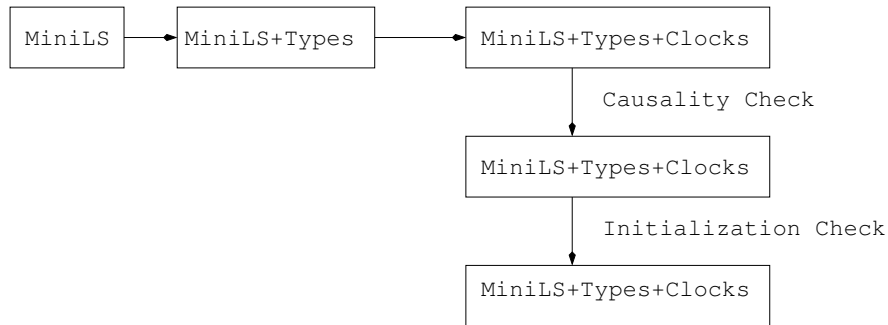 MiniLS
MiniLS+Types
MiniLS+Types+Clocks
Causality Check
MiniLS+Types+Clocks
Initialization Check
MiniLS+Types+Clocks